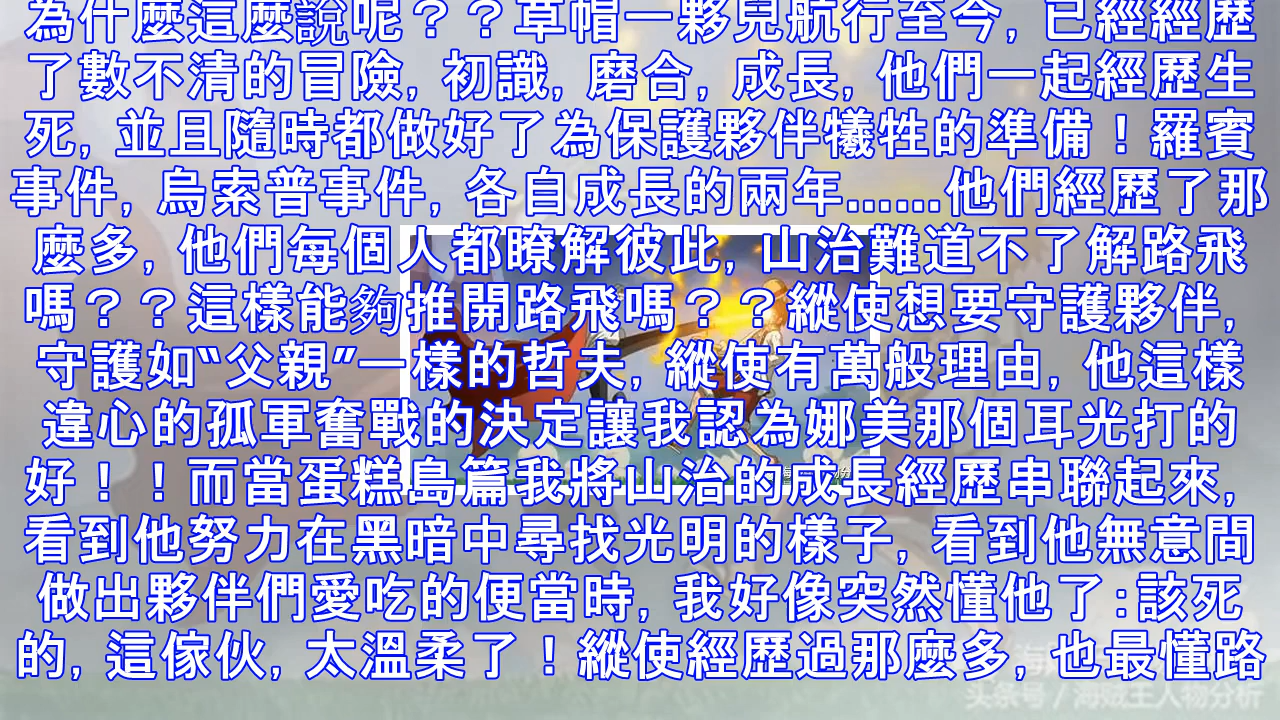 為什麼這麼說呢？？草帽一夥兒航行至今, 已經經歷
了數不清的冒險, 初識, 磨合, 成長, 他們一起經歷生
死, 並且隨時都做好了為保護夥伴犧牲的準備！羅賓
事件, 烏索普事件, 各自成長的兩年……他們經歷了那
麼多, 他們每個人都瞭解彼此, 山治難道不了解路飛
嗎？？這樣能夠推開路飛嗎？？縱使想要守護夥伴,
守護如“父親”一樣的哲夫, 縱使有萬般理由, 他這樣
違心的孤軍奮戰的決定讓我認為娜美那個耳光打的
好！！而當蛋糕島篇我將山治的成長經歷串聯起來,
看到他努力在黑暗中尋找光明的樣子, 看到他無意間
做出夥伴們愛吃的便當時, 我好像突然懂他了:該死
的, 這傢伙, 太溫柔了！縱使經歷過那麼多, 也最懂路
头条号 / 海贼王人物分析